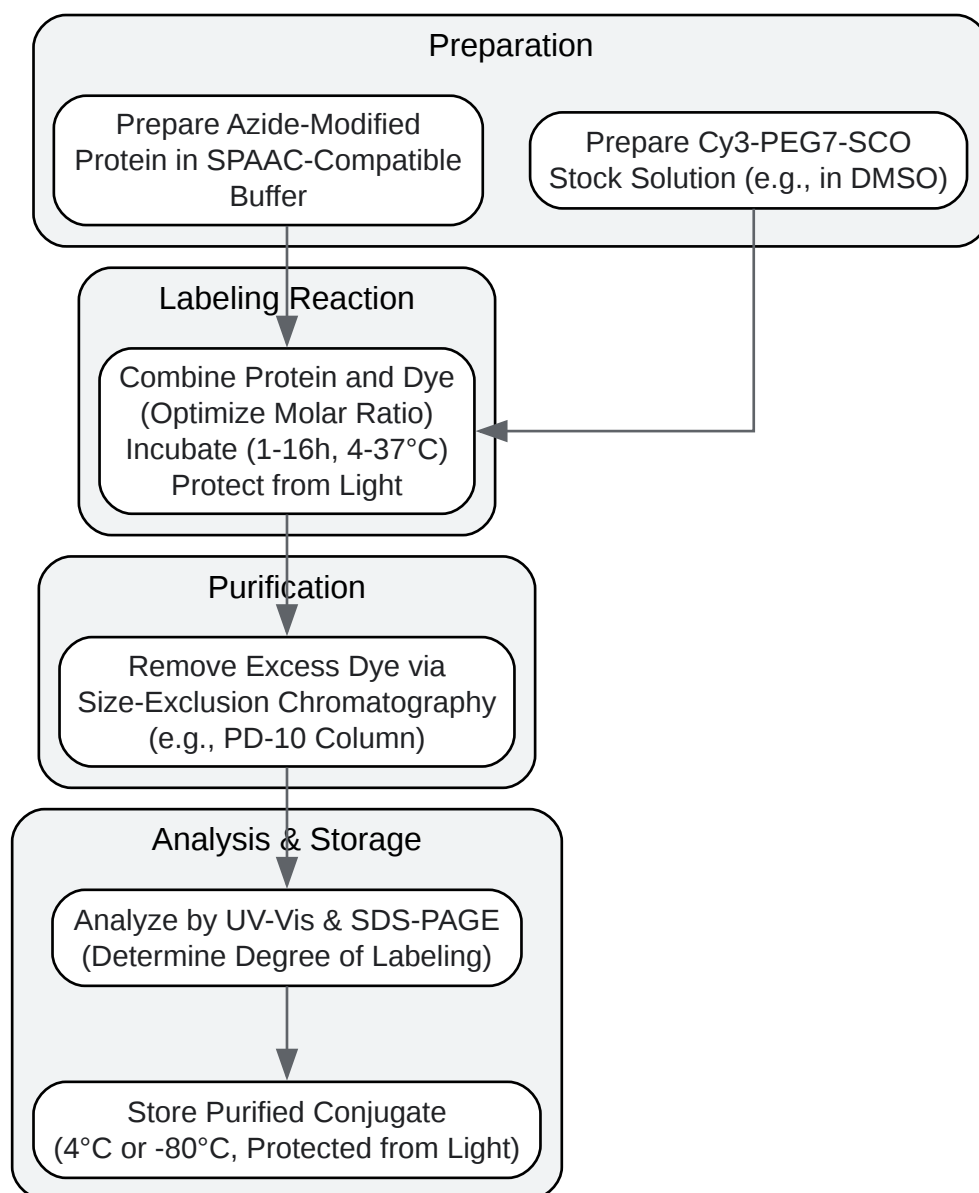 Preparation
Prepare Azide-Modified
Protein in SPAAC-Compatible
Buffer
Prepare Cy3-PEG7-SCO
Stock Solution (e.g., in DMSO)
Labeling Reaction
Combine Protein and Dye
(Optimize Molar Ratio)
Incubate (1-16h, 4-37°C)
Protect from Light
Purification
Remove Excess Dye via
Size-Exclusion Chromatography
(e.g., PD-10 Column)
Analysis & Storage
Analyze by UV-Vis & SDS-PAGE
(Determine Degree of Labeling)
Store Purified Conjugate
(4°C or -80°C, Protected from Light)